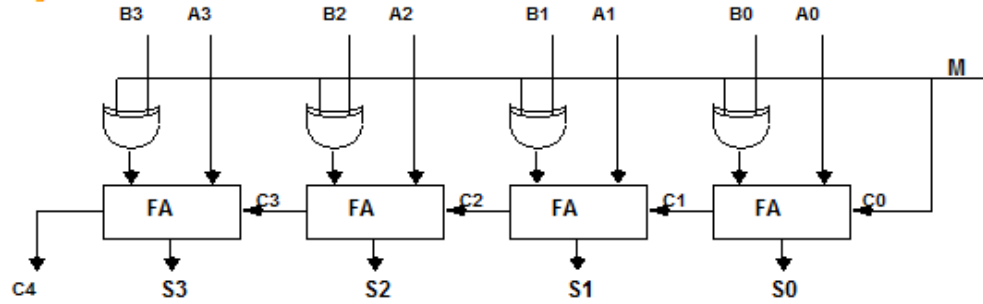 B3 A3 B2 A2 B1 A1 B0 A0
M
FA C3 FA C2 FA C1 FA C0
C4 S3 S2 S1 S0